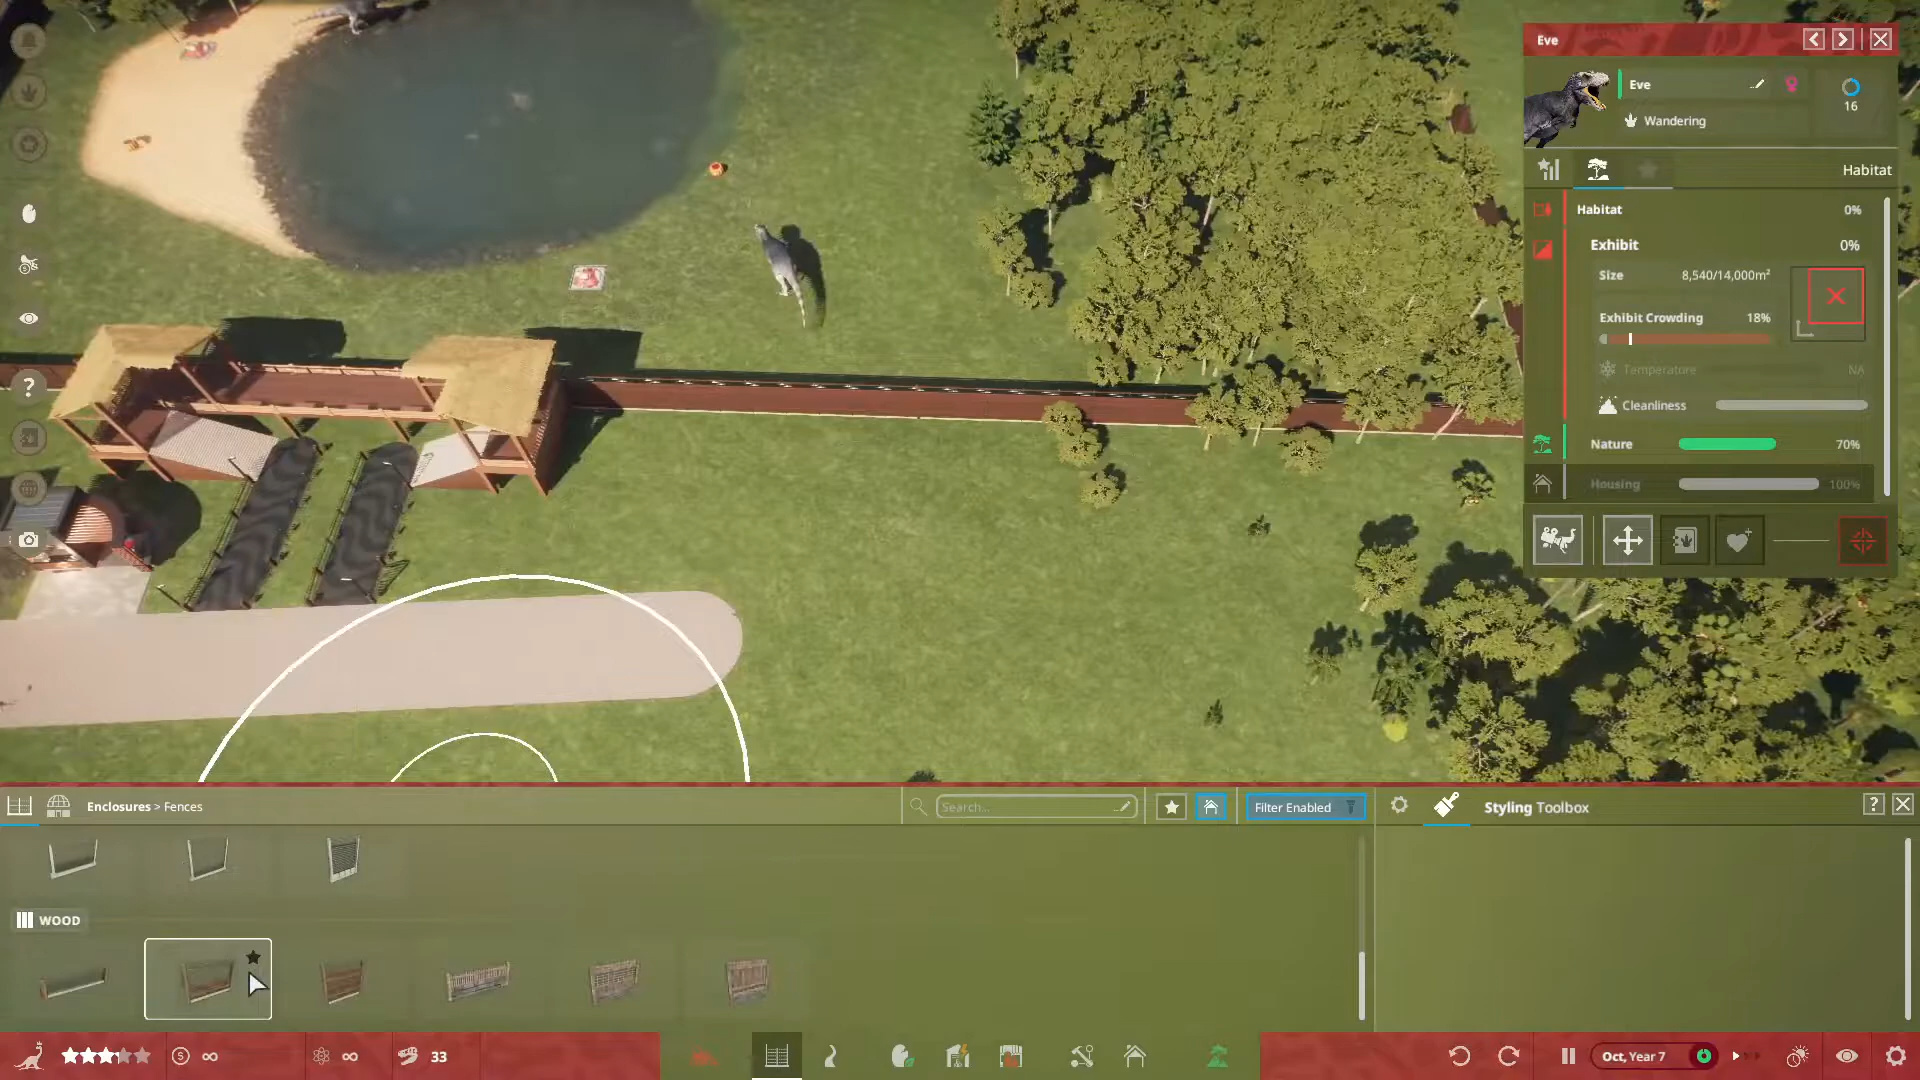 Eve
Eve
16
Wandering
Habitat
Habitat 0%
Exhibit 0%
Size 8,540/14,000m²
Exhibit Crowding 18%
Temperature NA
Cleanliness
Nature 70%
Housing 100%
?
Enclosures > Fences
Search...
Filter Enabled
Styling Toolbox
?
WOOD
∞
∞
33
Oct, Year 7